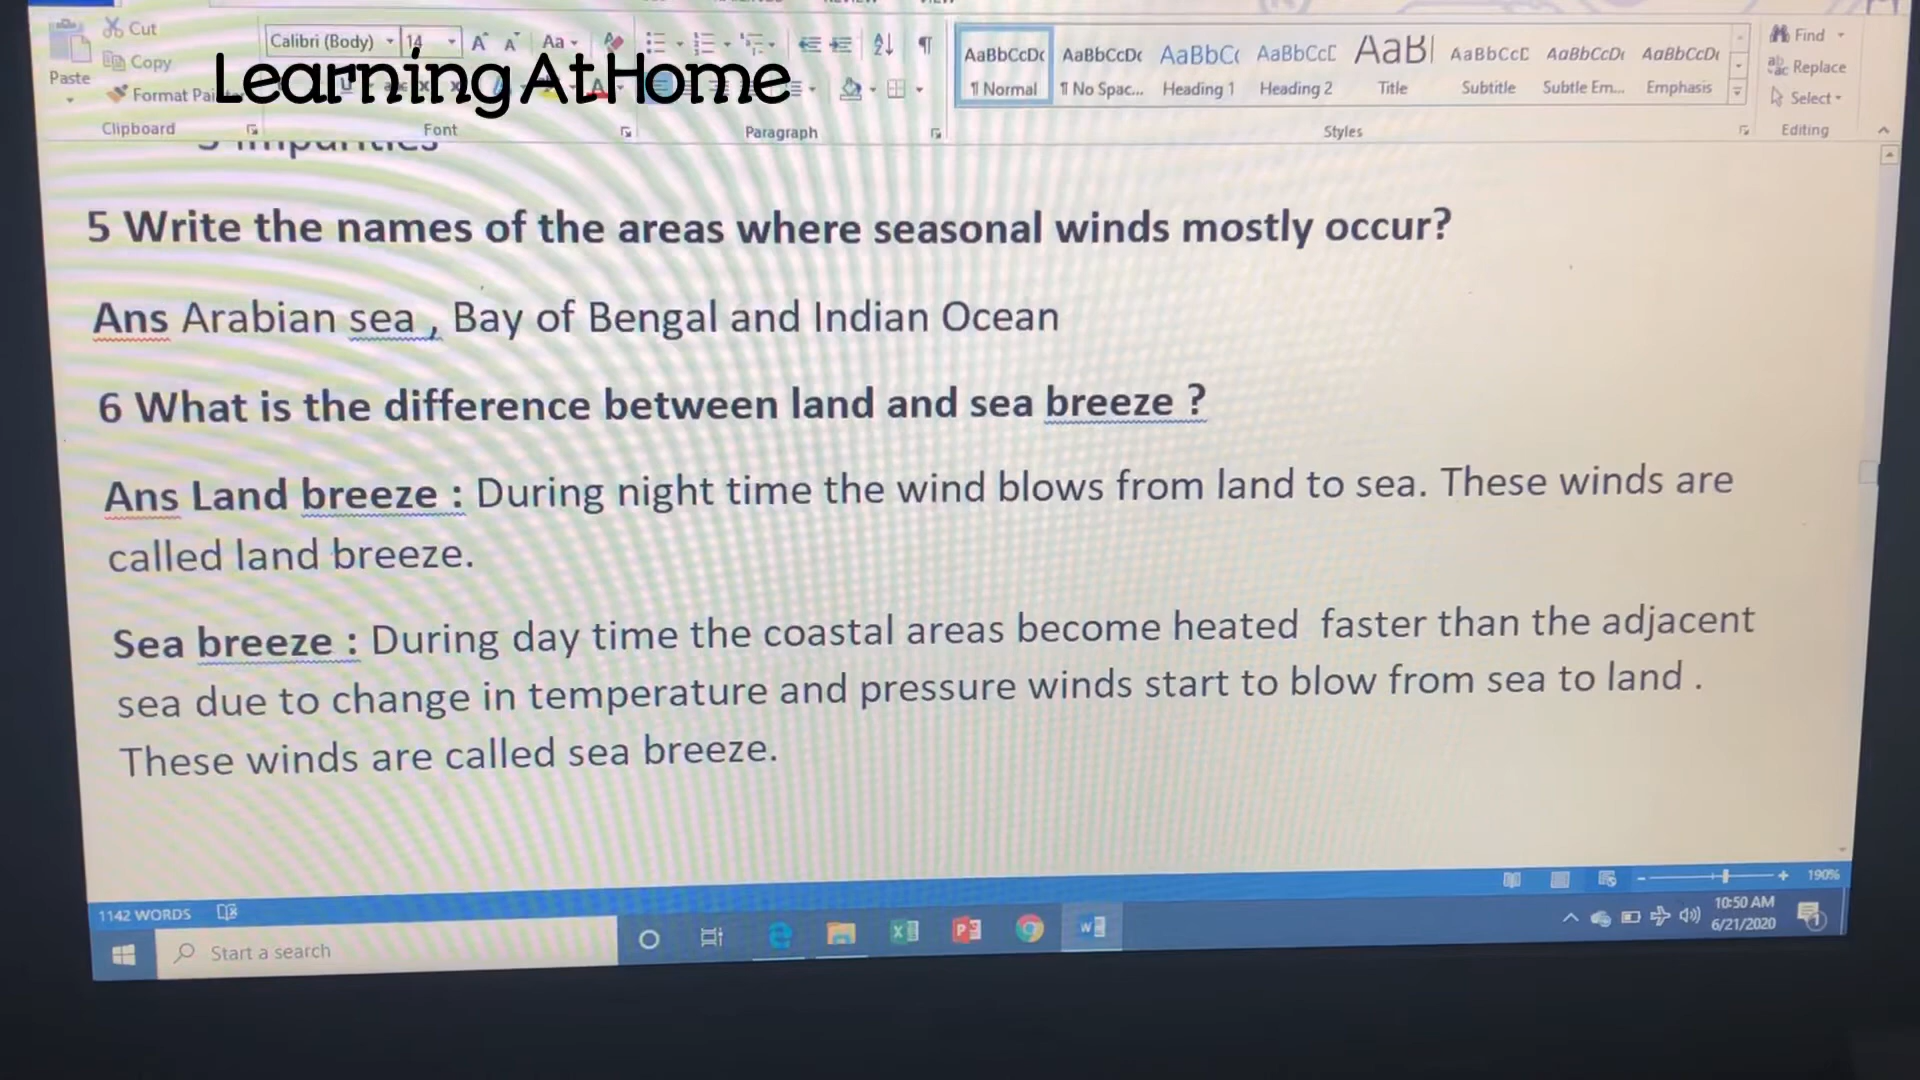 Cut
Calibri (Body) 14 Aa
AaBbCcDc AaBbCcDc AaBbC AaBbCcD AaB AaBbCcD AaBbCcDc AaBbCcDc
Find
Copy
LearningAtHome
Replace
Paste
Format
¶ Normal ¶ No Spac... Heading 1 Heading 2 Title Subtitle Subtle Em... Emphasis
Select
Clipboard Font Paragraph Styles Editing
3 Impurities
5 Write the names of the areas where seasonal winds mostly occur?
Ans Arabian sea , Bay of Bengal and Indian Ocean
6 What is the difference between land and sea breeze ?
Ans Land breeze : During night time the wind blows from land to sea. These winds are
called land breeze.
Sea breeze : During day time the coastal areas become heated faster than the adjacent
sea due to change in temperature and pressure winds start to blow from sea to land .
These winds are called sea breeze.
190%
1142 WORDS
10:50 AM
6/21/2020
Start a search